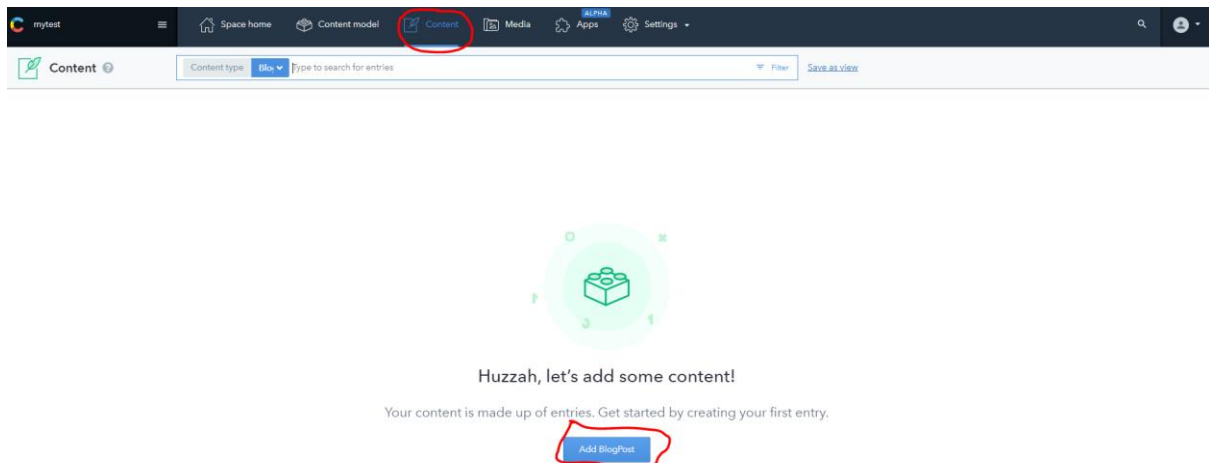 mytest Space home Content model Content Media ALPHA Apps Settings
Content Content type Blo Type to search for entries Filter Save as view
Huzzah, let's add some content!
Your content is made up of entries. Get started by creating your first entry.
Add BlogPost